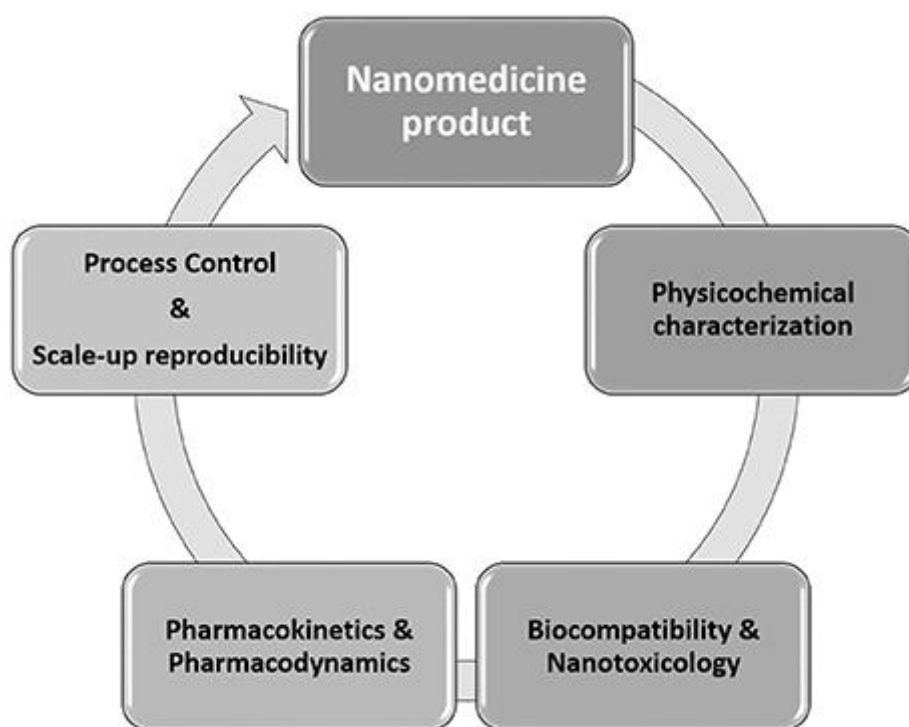 Nanomedicine
product
Physicochemical
characterization
Biocompatibility &
Nanotoxicology
Pharmacokinetics &
Pharmacodynamics
Process Control
&
Scale-up reproducibility